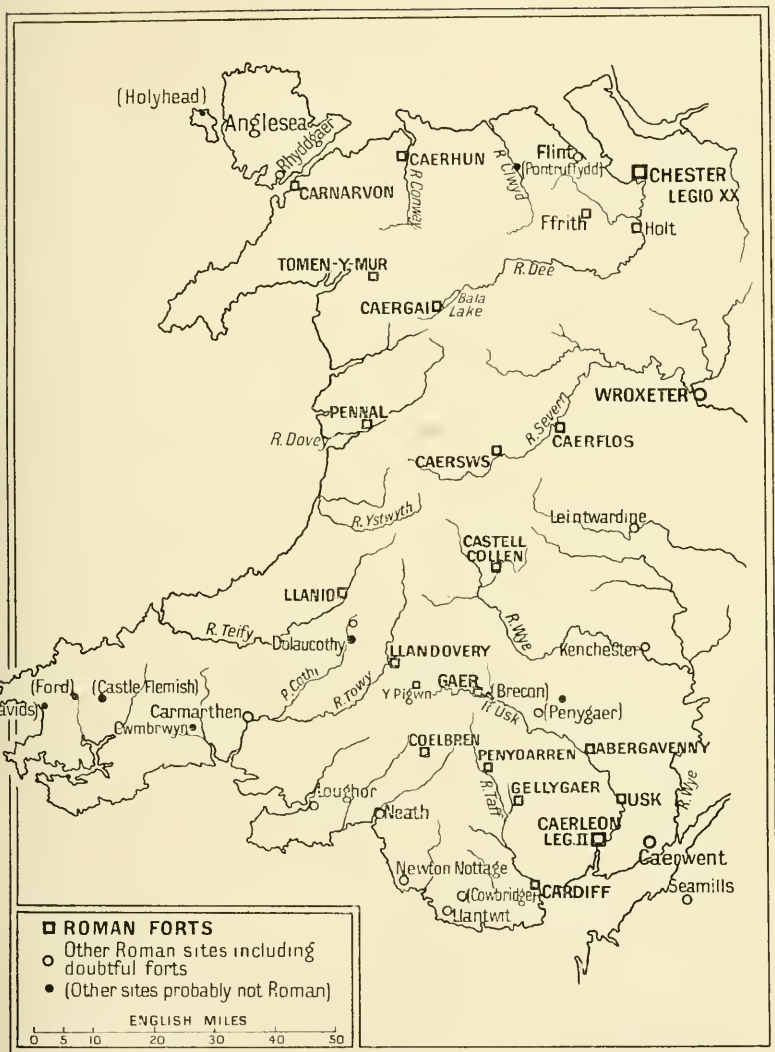 (Holyhead)
Anglesea
Rhyddgaer
CARNARVON
CAERHUN
R Conway
R Clwyd
Flint
(Pontruffydd)
CHESTER
LEGIO XX
Ffrith
Holt
TOMEN-Y-MUR
R. Dee
CAERGAI
Bala
Lake
WROXETER
PENNAL
R. Dovey
R. Severn
CAERFLOS
CAERSWS
R. Ystwyth
Leintwardine
CASTELL
COLLEN
LLANIO
R. Teify
Dolaucothy
R. Wye
Kenchester
LLANDOVERY
R. Cothi
R. Towy
Y Pigwn
GAER
(Brecon)
R Usk
(Penygaer)
(Ford)
(Castle Flemish)
avids)
Carmarthen
Cwmbrwyn
COELBREN
PENYDARREN
ABERGAVENNY
R. Taff
GELLYGAER
USK
R. Wye
Loughor
Neath
CAERLEON
LEG. II
Caerwent
Newton Nottage
(Cowbridge)
CARDIFF
Seamills
Llantwit
ROMAN FORTS
Other Roman sites including
doubtful forts
(Other sites probably not Roman)
ENGLISH MILES
0 5 10 20 30 40 50